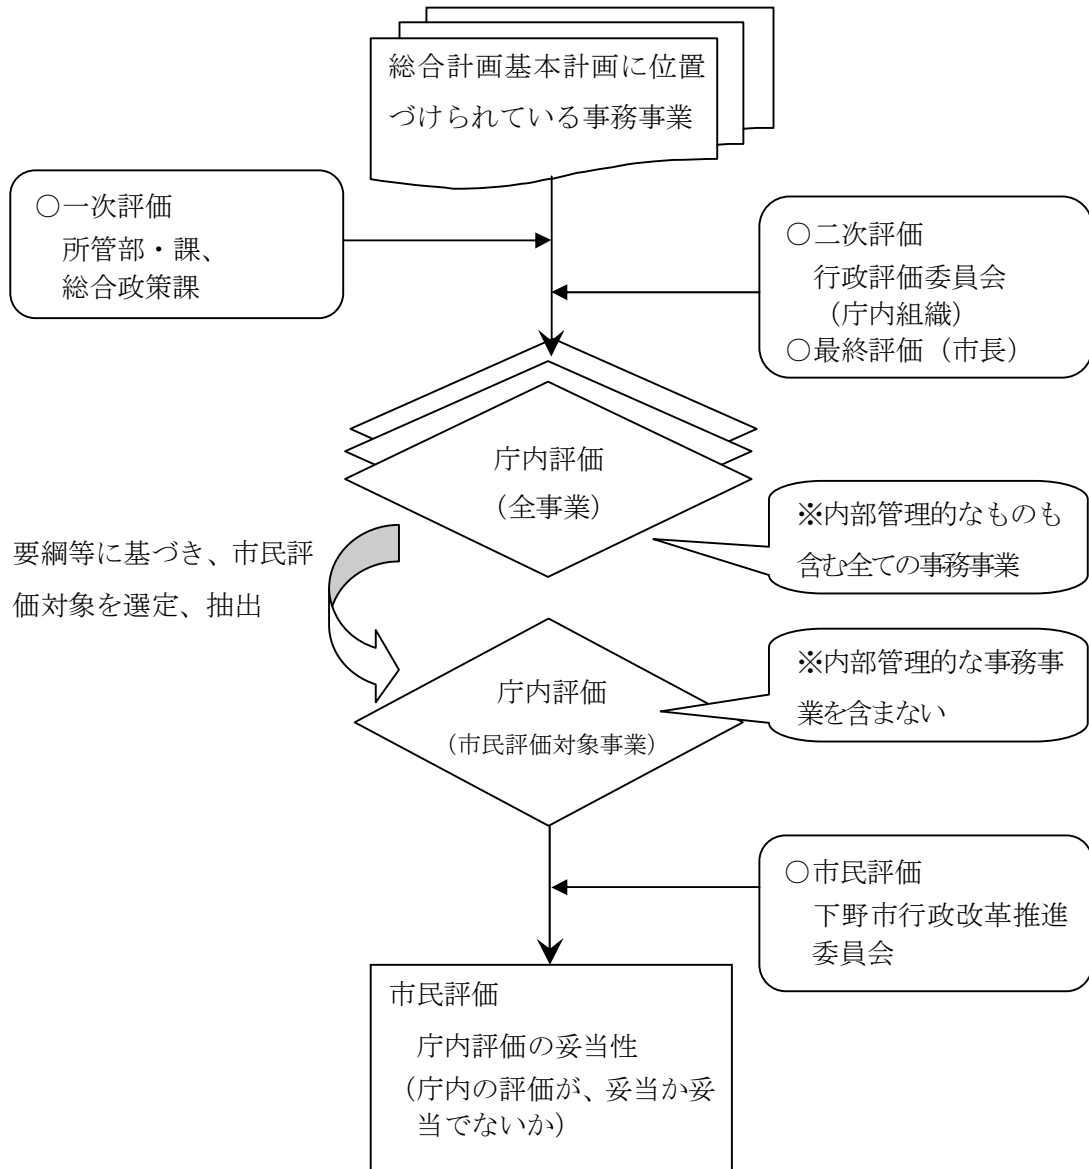 総合計画基本計画に位置
づけられている事務事業
○一次評価
所管部・課、
総合政策課
○二次評価
行政評価委員会
（庁内組織）
○最終評価（市長）
庁内評価
（全事業）
※内部管理的なものも
含む全ての事務事業
要綱等に基づき、市民評
価対象を選定、抽出
※内部管理的な事務事
業を含まない
庁内評価
（市民評価対象事業）
○市民評価
下野市行政改革推進
委員会
市民評価
庁内評価の妥当性
（庁内の評価が、妥当か妥
当でないか）